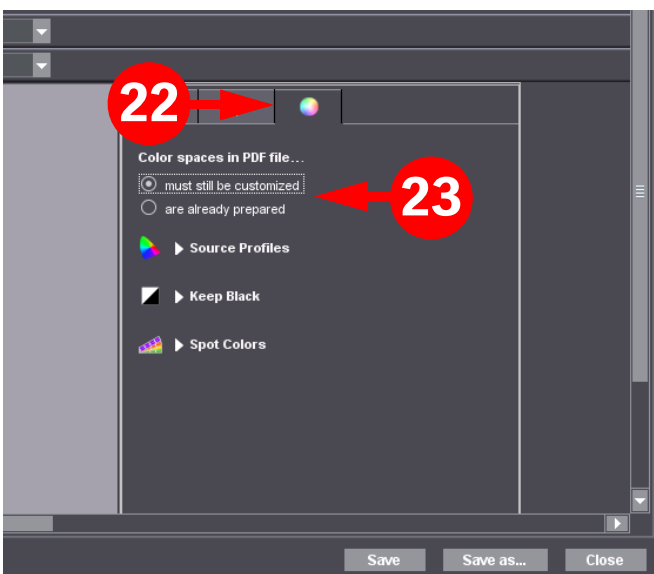 22
Color spaces in PDF file...
must still be customized
23
are already prepared
Source Profiles
Keep Black
Spot Colors
Save Save as... Close